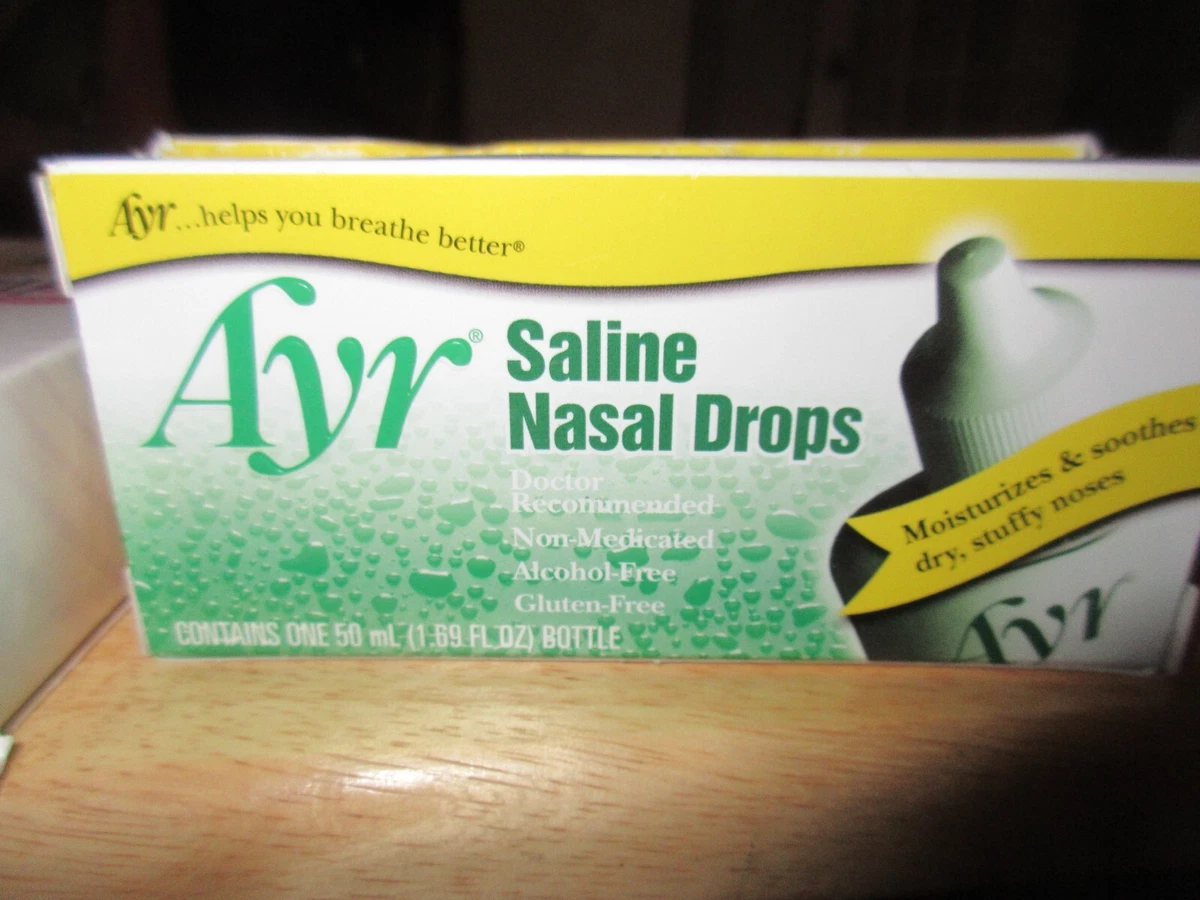 Ayr...helps you breathe better®
Ayr®
Saline
Nasal Drops
Doctor
Recommended
Non-Medicated
Alcohol-Free
Gluten-Free
CONTAINS ONE 50 mL (1.69 FL OZ) BOTTLE
Moisturizes & soothes
dry, stuffy noses
Ayr